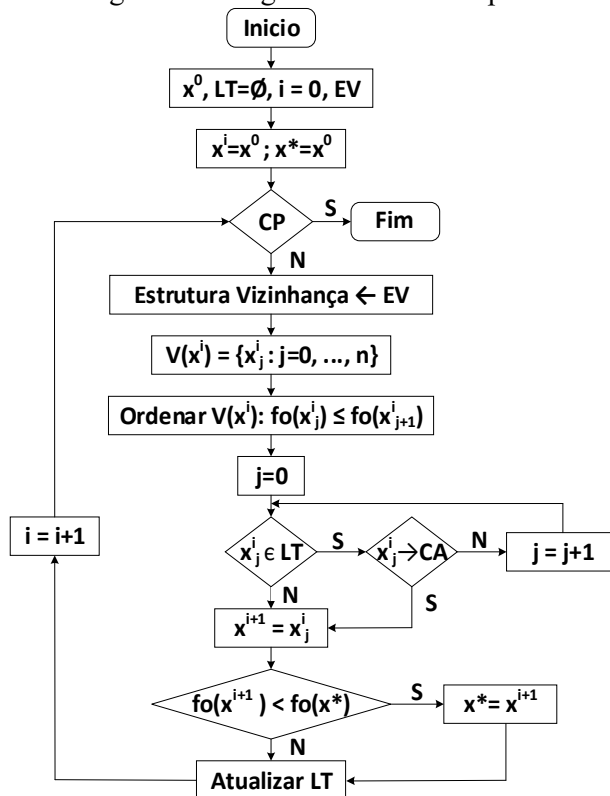 Inicio
x⁰, LT=Ø, i = 0, EV
xⁱ=x⁰ ; x*=x⁰
CP
S
Fim
N
Estrutura Vizinhança ← EV
V(xⁱ) = {xⁱⱼ : j=0, ..., n}
Ordenar V(xⁱ): fo(xⁱⱼ) ≤ fo(xⁱⱼ₊₁)
j=0
i = i+1
xⁱⱼ ϵ LT
S
xⁱⱼ→CA
N
j = j+1
N
S
xⁱ⁺¹ = xⁱⱼ
fo(xⁱ⁺¹ ) < fo(x*)
S
x*= xⁱ⁺¹
N
Atualizar LT